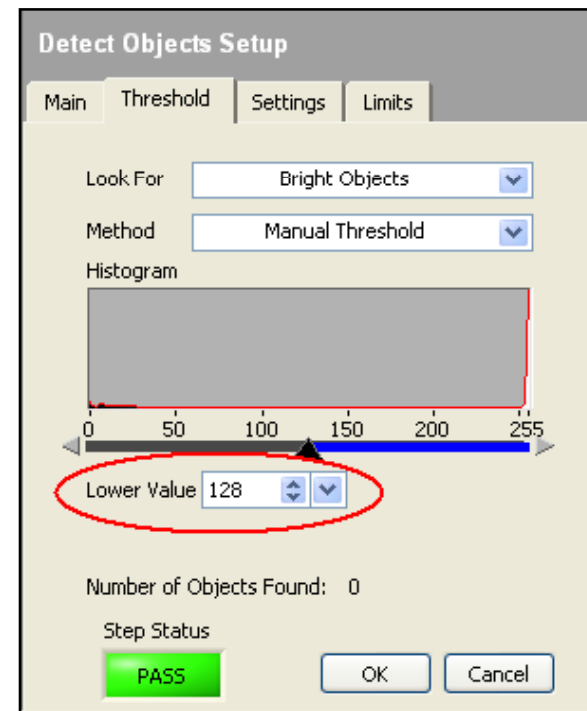 Detect Objects Setup
Main Threshold Settings Limits
Look For Bright Objects
Method Manual Threshold
Histogram
0 50 100 150 200 255
Lower Value 128
Number of Objects Found: 0
Step Status
PASS OK Cancel